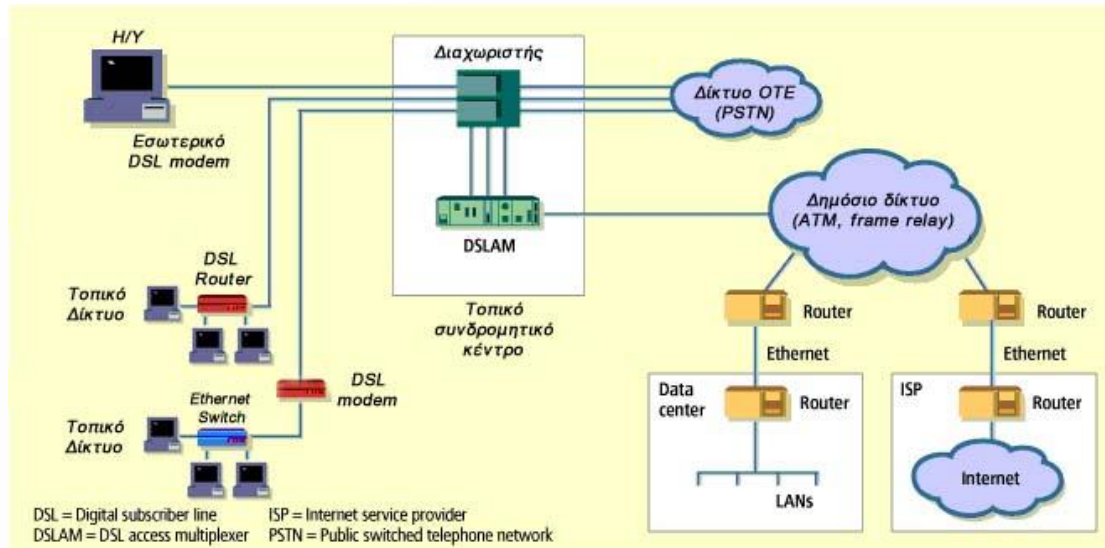 Η/Υ
Εσωτερικό
DSL modem
Διαχωριστής
Δίκτυο ΟΤΕ
(PSTN)
Δημόσιο δίκτυο
(ATM, frame relay)
DSLAM
Τοπικό
συνδρομητικό
κέντρο
DSL
Router
Τοπικό
Δίκτυο
DSL
modem
Ethernet
Switch
Τοπικό
Δίκτυο
Router
Router
Ethernet
Ethernet
Data
center
Router
LANs
ISP
Router
Internet
DSL = Digital subscriber line
ISP = Internet service provider
DSLAM = DSL access multiplexer
PSTN = Public switched telephone network